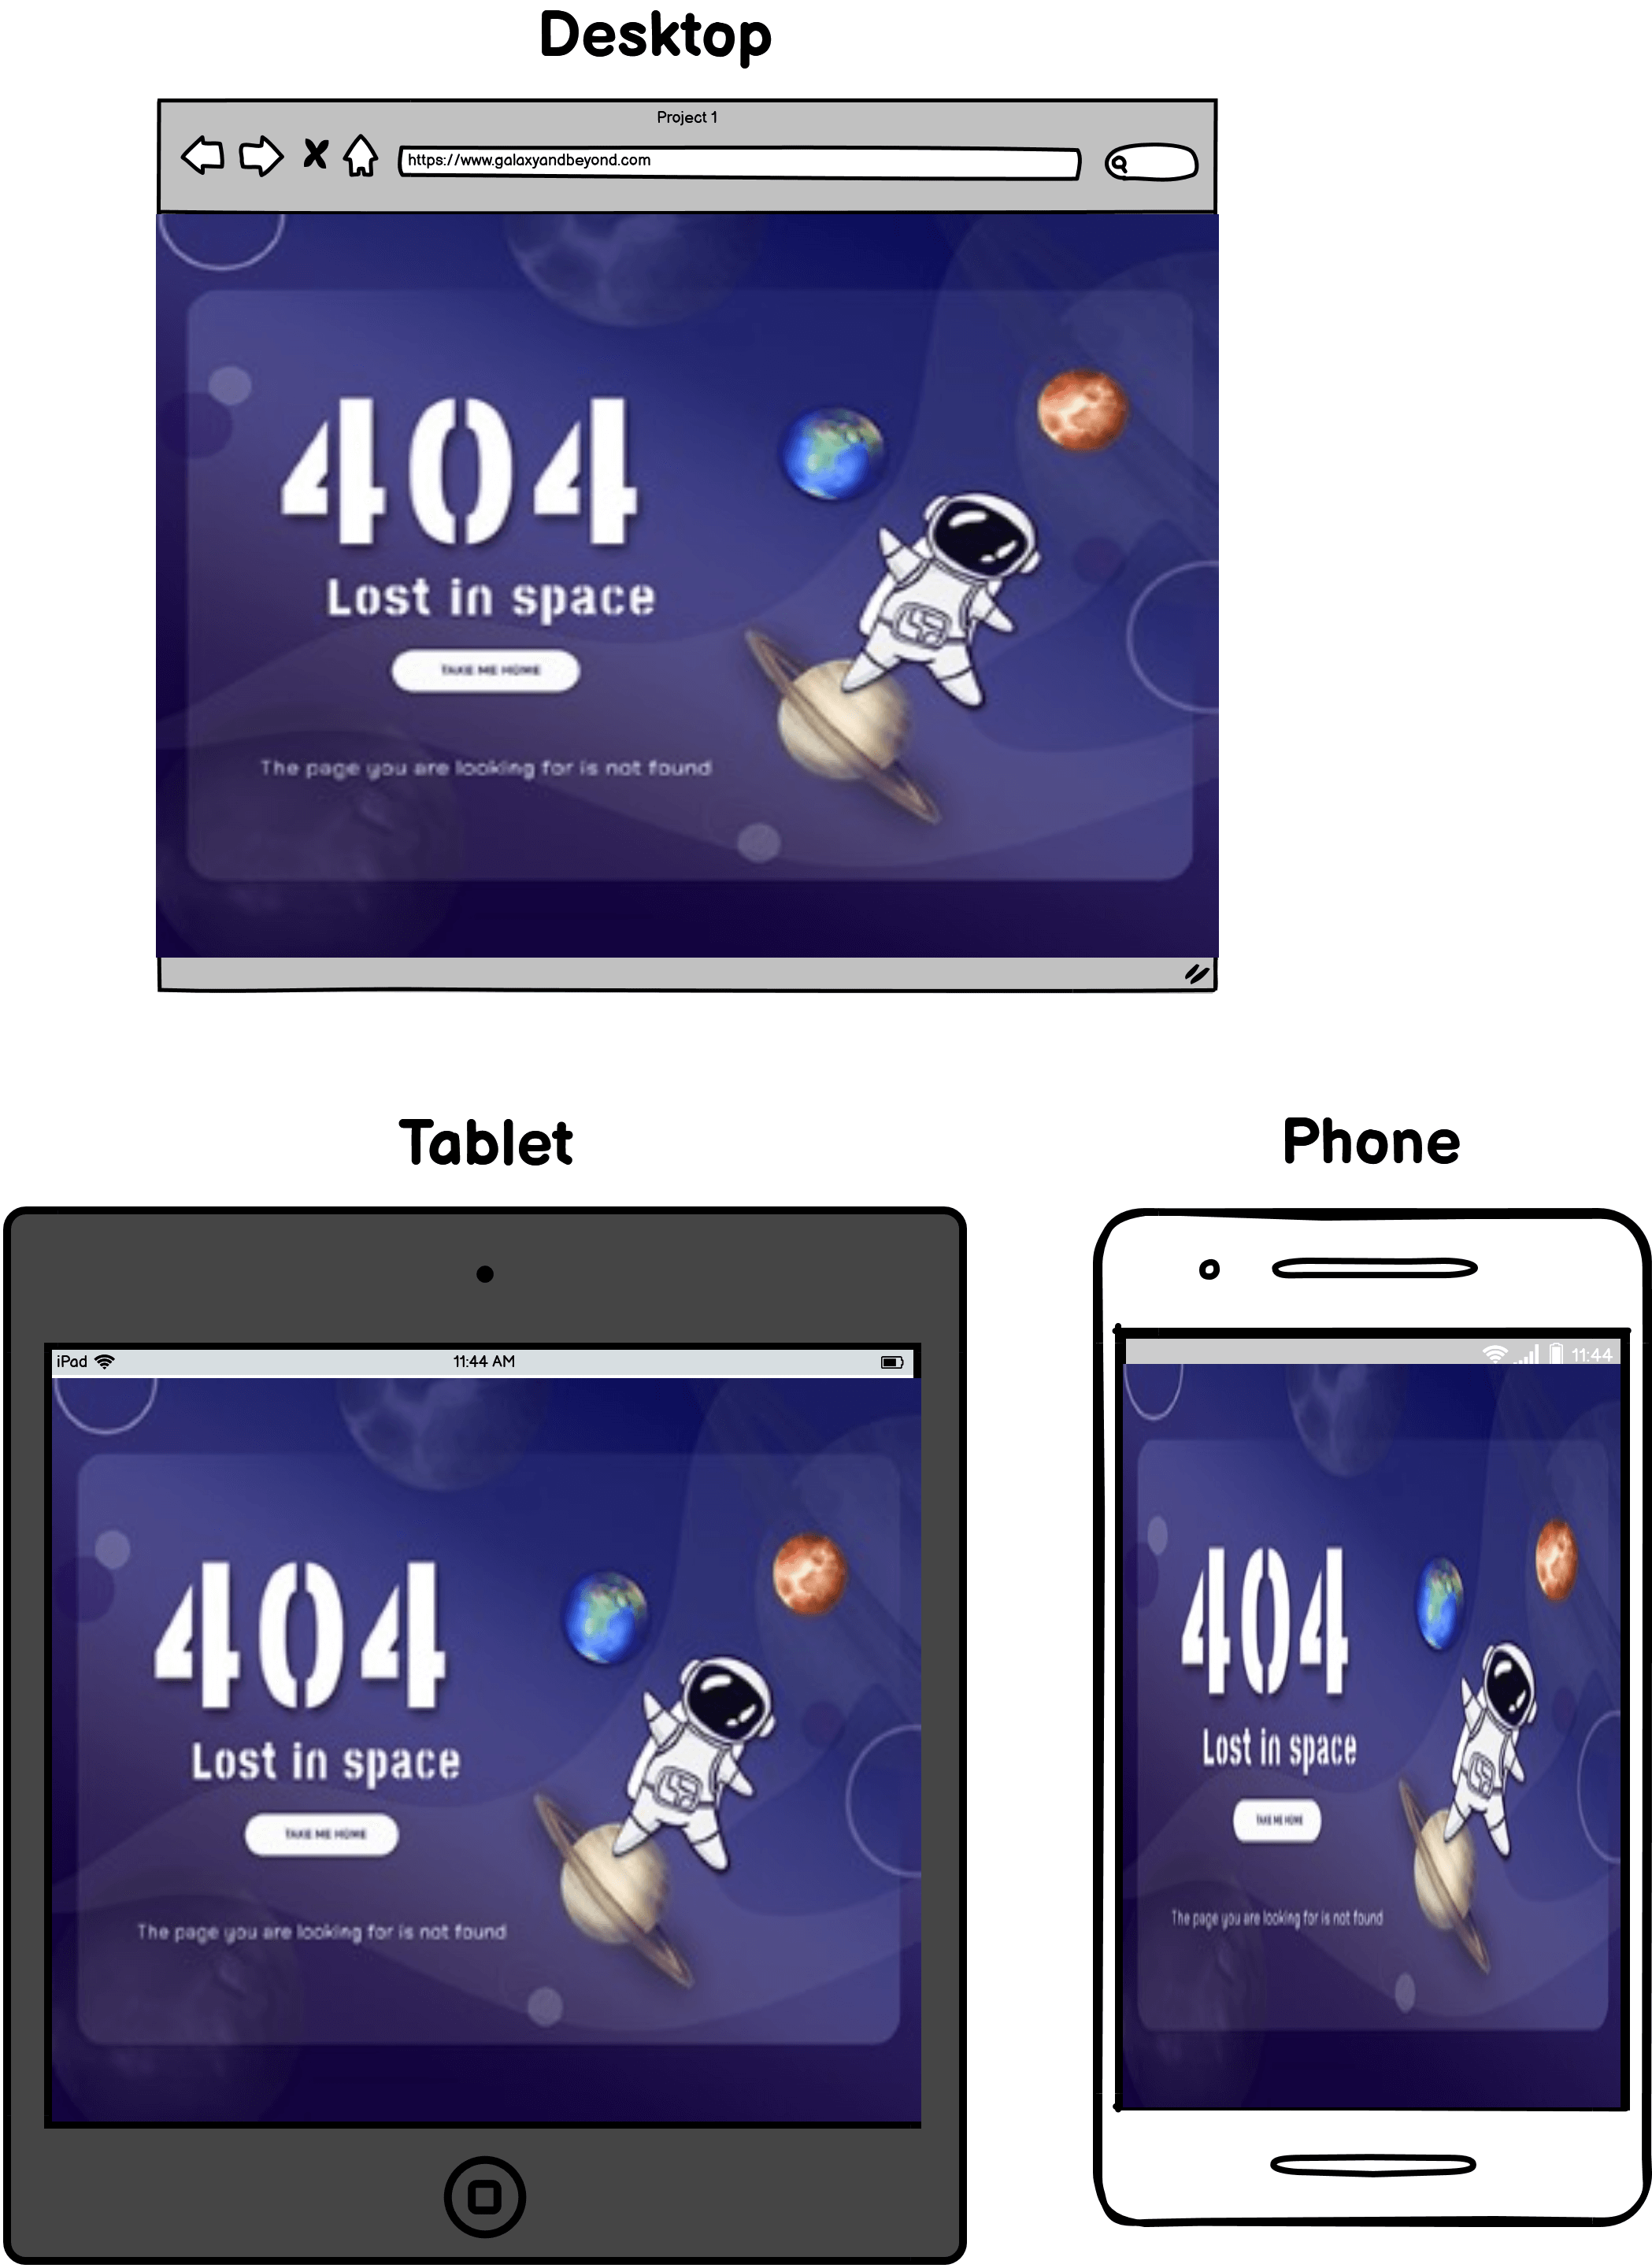 Desktop
Project 1
https://www.galaxyandbeyond.com
404
Lost in space
TAKE ME HOME
The page you are looking for is not found
Tablet
iPad 11:44 AM
404
Lost in space
TAKE ME HOME
The page you are looking for is not found
Phone
11:44
404
Lost in space
TAKE ME HOME
The page you are looking for is not found